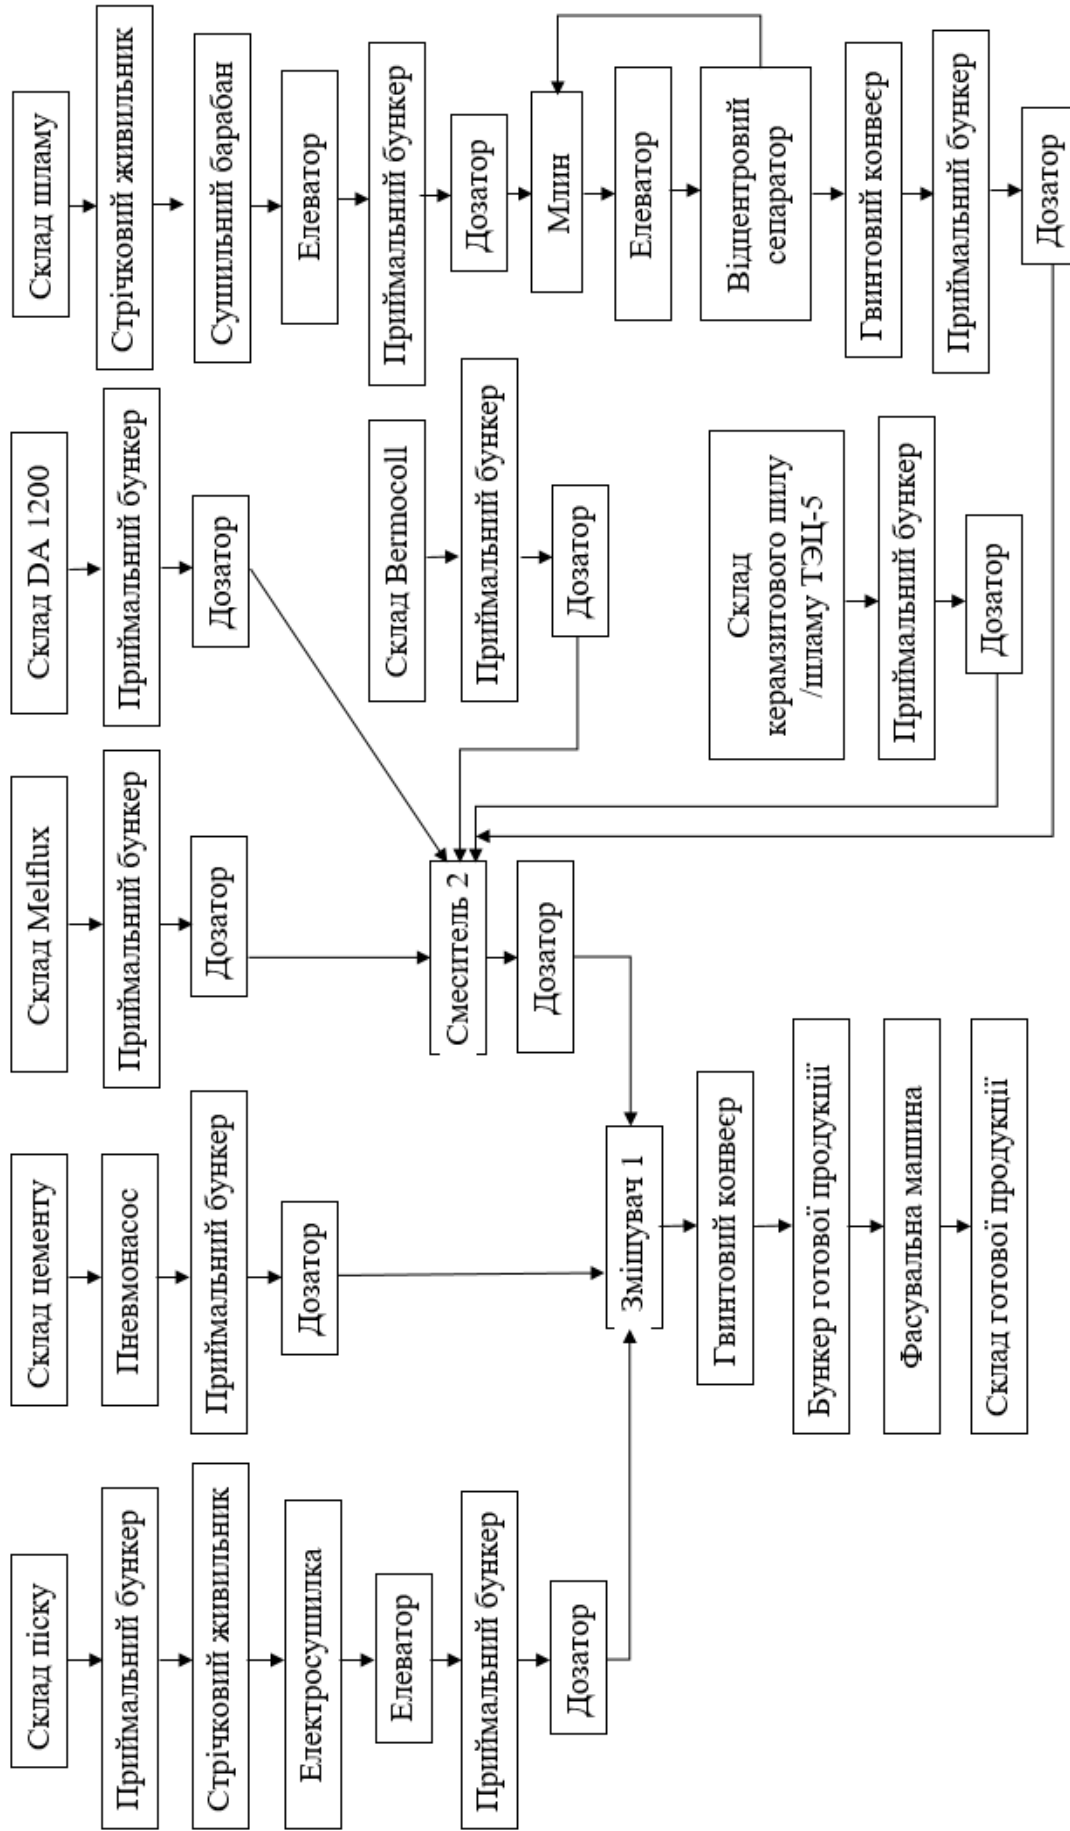 Склад піску
Приймальний бункер
Стрічковий живильник
Електросушилка
Елеватор
Приймальний бункер
Дозатор
Склад цементу
Пневмонасос
Приймальний бункер
Дозатор
Склад Melflux
Приймальний бункер
Дозатор
Смеситель 2
Дозатор
Змішувач 1
Гвинтовий конвеєр
Бункер готової продукції
Фасувальна машина
Склад готової продукції
Склад DA 1200
Приймальний бункер
Дозатор
Склад Bermocoll
Приймальний бункер
Дозатор
Склад
керамзитового пилу
/шламу ТЭЦ-5
Приймальний бункер
Дозатор
Склад шламу
Стрічковий живильник
Сушильний барабан
Елеватор
Приймальний бункер
Дозатор
Млин
Елеватор
Відцентровий
сепаратор
Гвинтовий конвеєр
Приймальний бункер
Дозатор